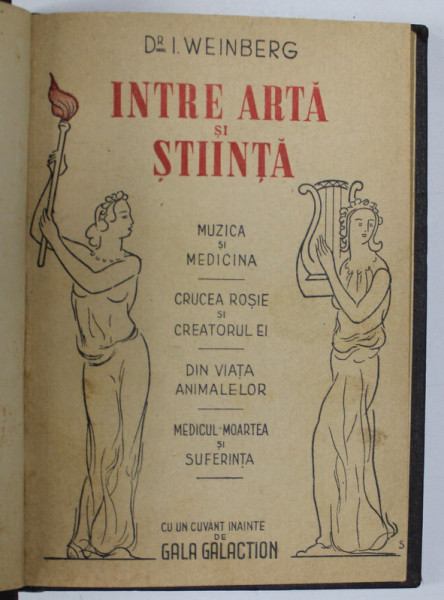 DR. I. WEINBERG
INTRE ARTĂ
ȘI
ȘTIINȚĂ
MUZICA
ȘI
MEDICINA
CRUCEA ROȘIE
ȘI
CREATORUL EI
DIN VIAȚA
ANIMALELOR
MEDICUL-MOARTEA
ȘI
SUFERINȚA
CU UN CUVÂNT INAINTE
DE
GALA GALACTION
S